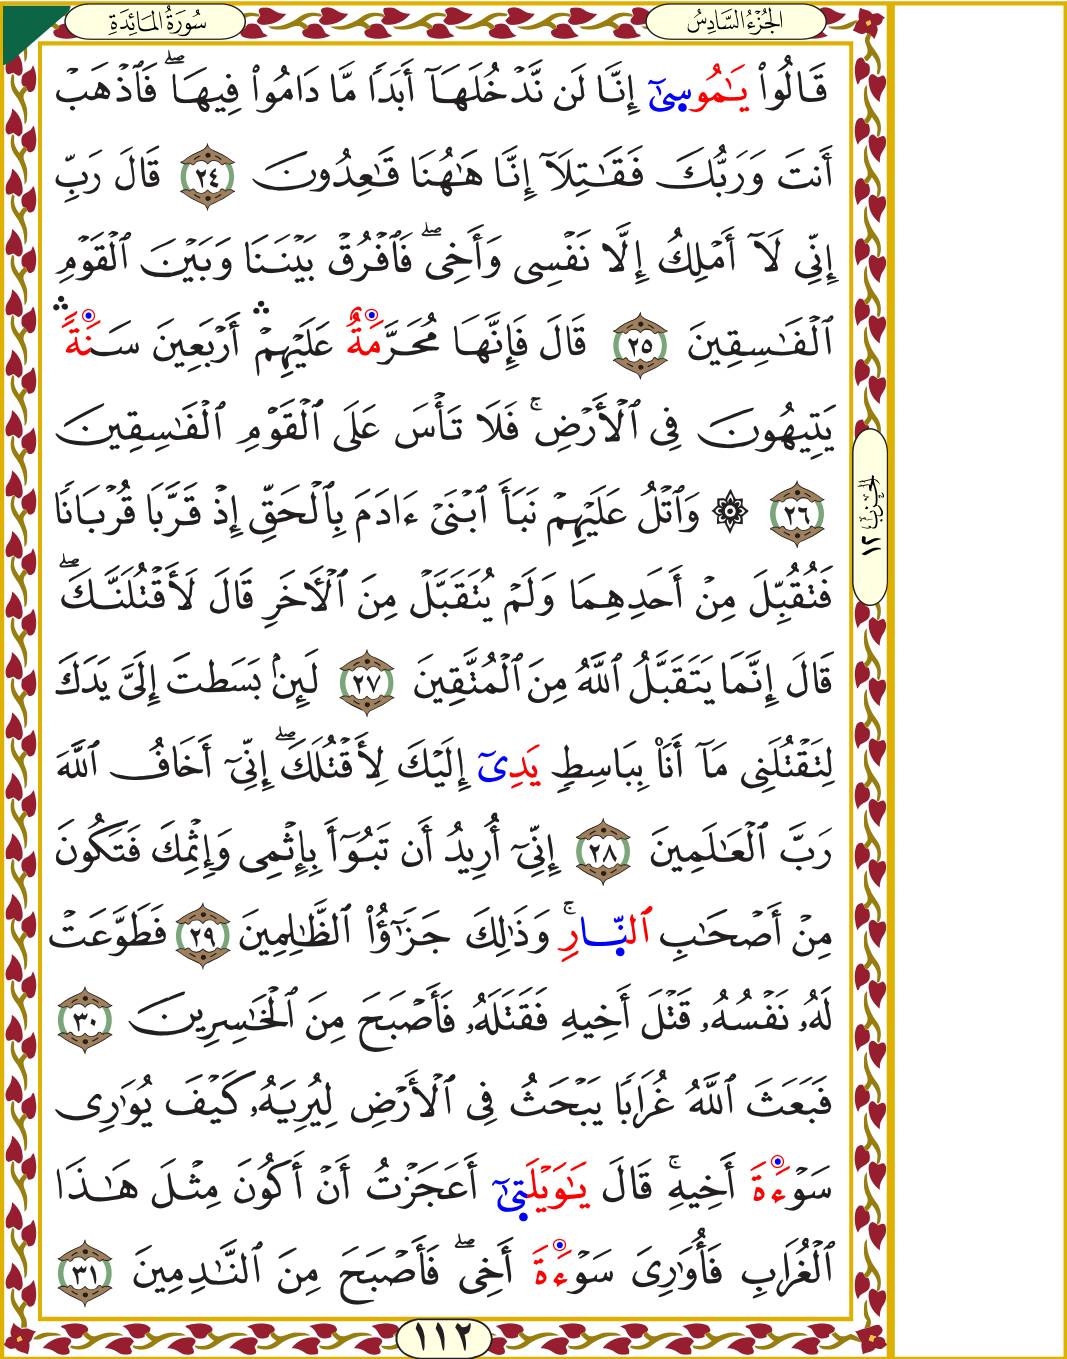 سُورَةُ المَائِدَةِ
الجُزْءُ السَّادِسُ
قَالُوا۟ يَـٰمُوسِىٰٓ إِنَّا لَن نَّدۡخُلَهَآ أَبَدٗا مَّا دَامُوا۟ فِيهَا ۖ فَٱذۡهَبۡ
أَنتَ وَرَبُّكَ فَقَـٰتِلَآ إِنَّا هَـٰهُنَا قَـٰعِدُونَ ٢٤ قَالَ رَبِّ
إِنِّى لَآ أَمۡلِكُ إِلَّا نَفۡسِى وَأَخِى ۖ فَٱفۡرُقۡ بَيۡنَنَا وَبَيۡنَ ٱلۡقَوۡمِ
ٱلۡفَـٰسِقِينَ ٢٥ قَالَ فَإِنَّهَا مُحَرَّمَةٌ عَلَيۡهِمۡ ۛ أَرۡبَعِينَ سَنَةٗ ۛ
يَتِيهُونَ فِى ٱلۡأَرۡضِ ۚ فَلَا تَأۡسَ عَلَى ٱلۡقَوۡمِ ٱلۡفَـٰسِقِينَ
٢٦ ۞ وَٱتۡلُ عَلَيۡهِمۡ نَبَأَ ٱبۡنَىۡ ءَادَمَ بِٱلۡحَقِّ إِذۡ قَرَّبَا قُرۡبَانٗا
فَتُقُبِّلَ مِنۡ أَحَدِهِمَا وَلَمۡ يُتَقَبَّلۡ مِنَ ٱلۡأٓخَرِ قَالَ لَأَقۡتُلَنَّكَ ۖ
قَالَ إِنَّمَا يَتَقَبَّلُ ٱللَّهُ مِنَ ٱلۡمُتَّقِينَ ٢٧ لَئِنۢ بَسَطتَ إِلَىَّ يَدَكَ
لِتَقۡتُلَنِى مَآ أَنَا۠ بِبَاسِطٖ يَدِىٓ إِلَيۡكَ لِأَقۡتُلَكَ ۖ إِنِّىٓ أَخَافُ ٱللَّهَ
رَبَّ ٱلۡعَـٰلَمِينَ ٢٨ إِنِّىٓ أُرِيدُ أَن تَبُوٓأَ بِإِثۡمِى وَإِثۡمِكَ فَتَكُونَ
مِنۡ أَصۡحَـٰبِ ٱلنِّارِ ۚ وَذَٰلِكَ جَزَٰٓؤُا۟ ٱلظَّـٰلِمِينَ ٢٩ فَطَوَّعَتۡ
لَهُۥ نَفۡسُهُۥ قَتۡلَ أَخِيهِ فَقَتَلَهُۥ فَأَصۡبَحَ مِنَ ٱلۡخَـٰسِرِينَ ٣٠
فَبَعَثَ ٱللَّهُ غُرَابٗا يَبۡحَثُ فِى ٱلۡأَرۡضِ لِيُرِيَهُۥ كَيۡفَ يُوَٰرِى
سَوۡءَةَ أَخِيهِ ۚ قَالَ يَـٰوَيۡلَتِىٰٓ أَعَجَزۡتُ أَنۡ أَكُونَ مِثۡلَ هَـٰذَا
ٱلۡغُرَابِ فَأُوَٰرِىَ سَوۡءَةَ أَخِى ۖ فَأَصۡبَحَ مِنَ ٱلنَّـٰدِمِينَ ٣١
الحزب ١٢
١١٢